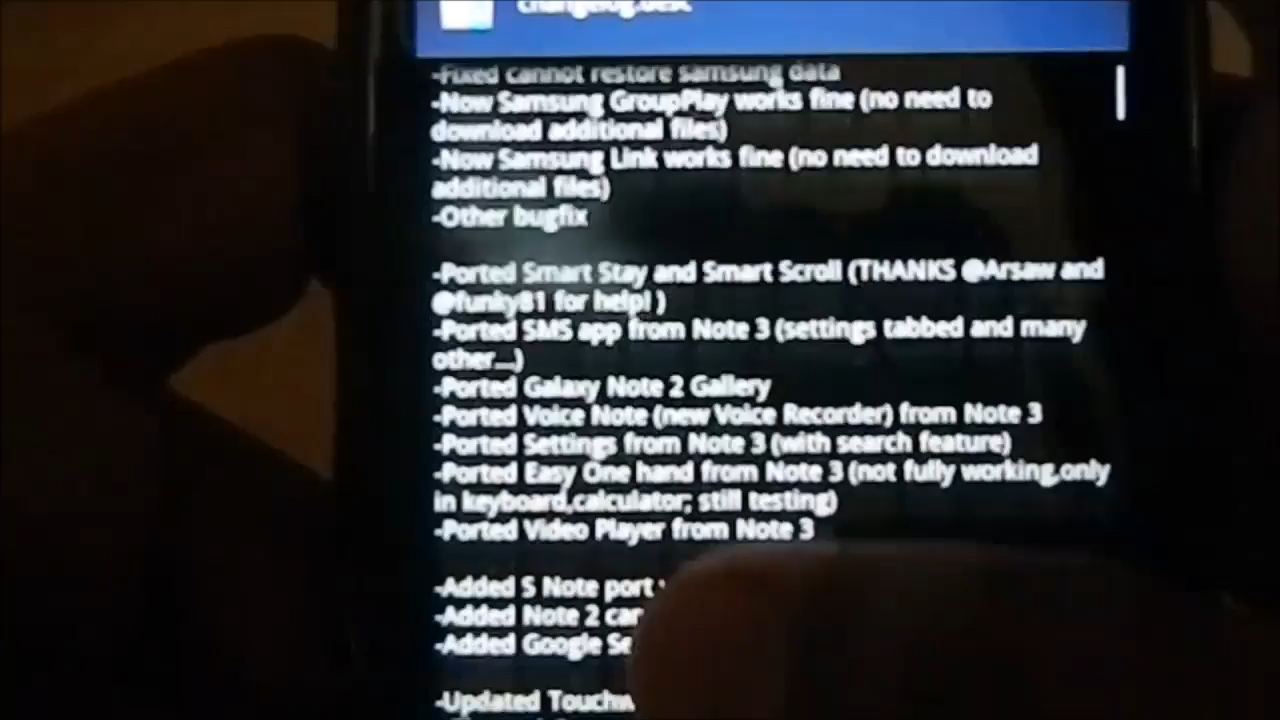 -Fixed cannot restore samsung data
-Now Samsung GroupPlay works fine (no need to
download additional files)
-Now Samsung Link works fine (no need to download
additional files)
-Other bugfix
-Ported Smart Stay and Smart Scroll (THANKS @Arsaw and
@funky81 for help! )
-Ported SMS app from Note 3 (settings tabbed and many
other...)
-Ported Galaxy Note 2 Gallery
-Ported Voice Note (new Voice Recorder) from Note 3
-Ported Settings from Note 3 (with search feature)
-Ported Easy One hand from Note 3 (not fully working,only
in keyboard,calculator; still testing)
-Ported Video Player from Note 3
-Added S Note port
-Added Note 2
-Added Google
-Updated